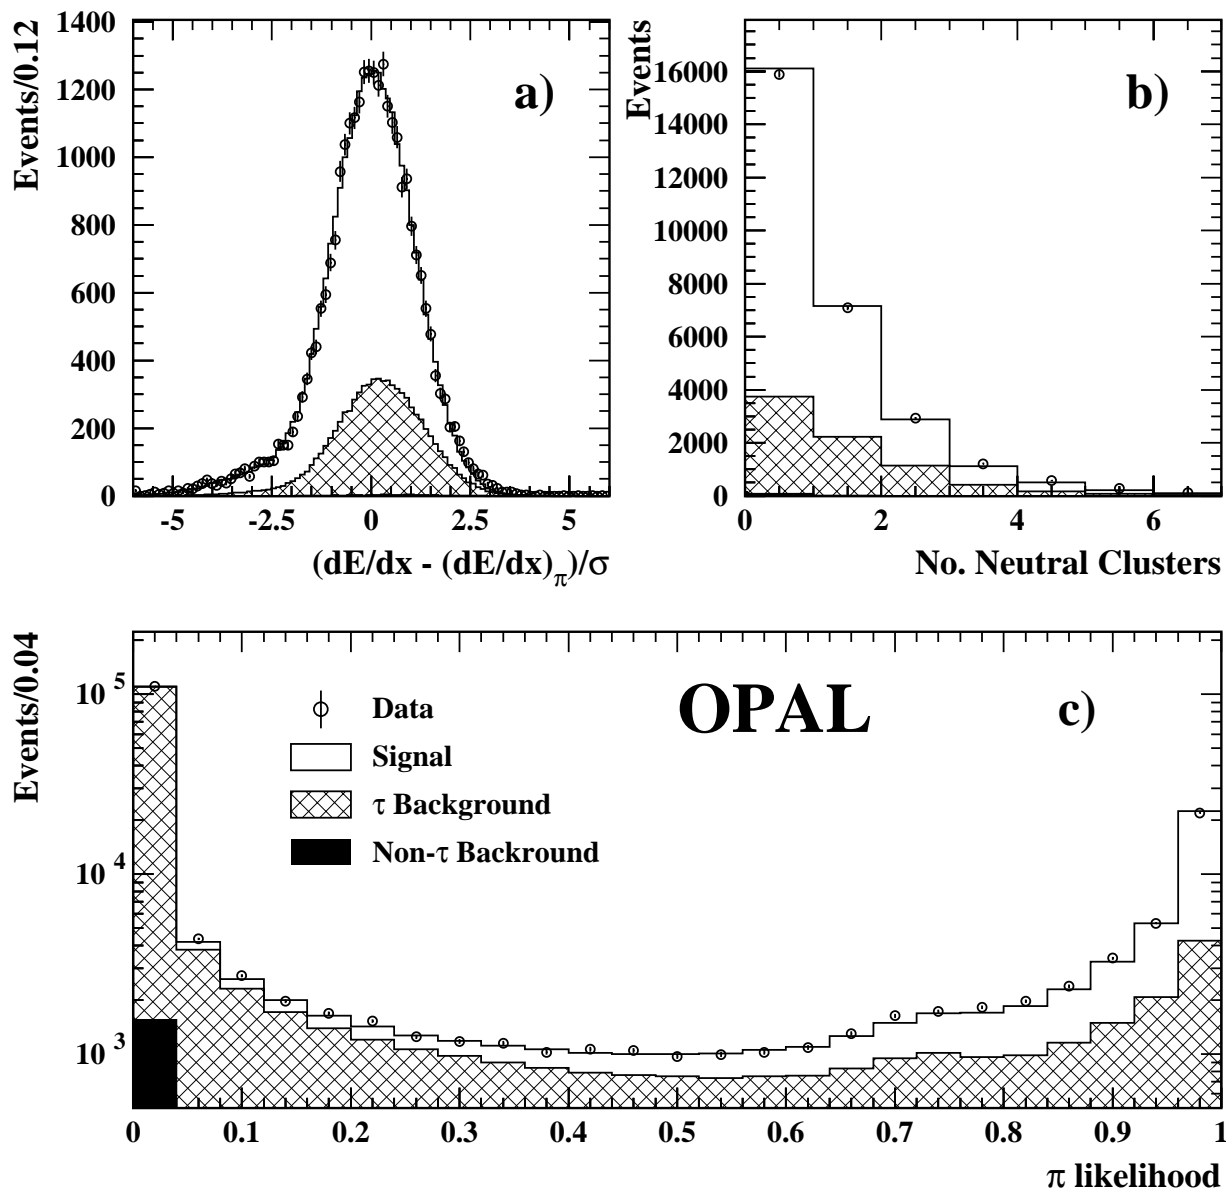 Events/0.12
1400
1200
1000
800
600
400
200
0
-5 -2.5 0 2.5 5
(dE/dx - (dE/dx)π)/σ
a)
Events
16000
14000
12000
10000
8000
6000
4000
2000
0
0 2 4 6
No. Neutral Clusters
b)
Events/0.04
10 5
10 4
10 3
OPAL
c)
Data
Signal
τ Background
Non-τ Backround
0 0.1 0.2 0.3 0.4 0.5 0.6 0.7 0.8 0.9 1
π likelihood